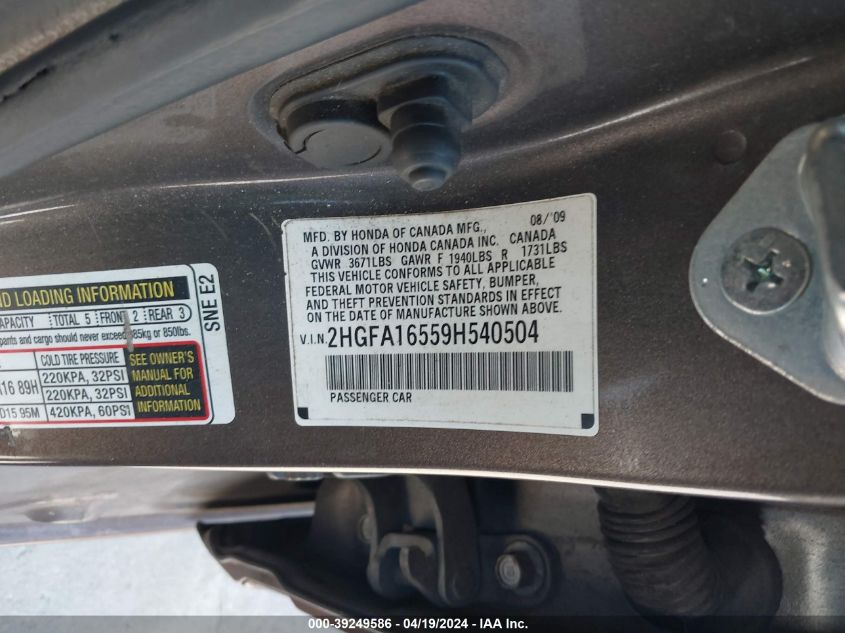 08/'09
MFD. BY HONDA OF CANADA MFG.,
A DIVISION OF HONDA CANADA INC. CANADA
GVWR 3671LBS GAWR F 1940LBS R 1731LBS
THIS VEHICLE CONFORMS TO ALL APPLICABLE
FEDERAL MOTOR VEHICLE SAFETY, BUMPER,
AND THEFT PREVENTION STANDARDS IN EFFECT
ON THE DATE OF MANUFACTURE SHOWN ABOVE.
V.I.N. 2HGFA16559H540504
PASSENGER CAR
LOADING INFORMATION
TOTAL 5 FRONT 2 REAR 3
and cargo should never exceed 385kg or 850lbs.
COLD TIRE PRESSURE
16 89H 220KPA, 32PSI
220KPA, 32PSI
D15 95M 420KPA, 60PSI
SEE OWNER'S
MANUAL FOR
ADDITIONAL
INFORMATION
SNE E2
000-39249586 - 04/19/2024 - IAA Inc.